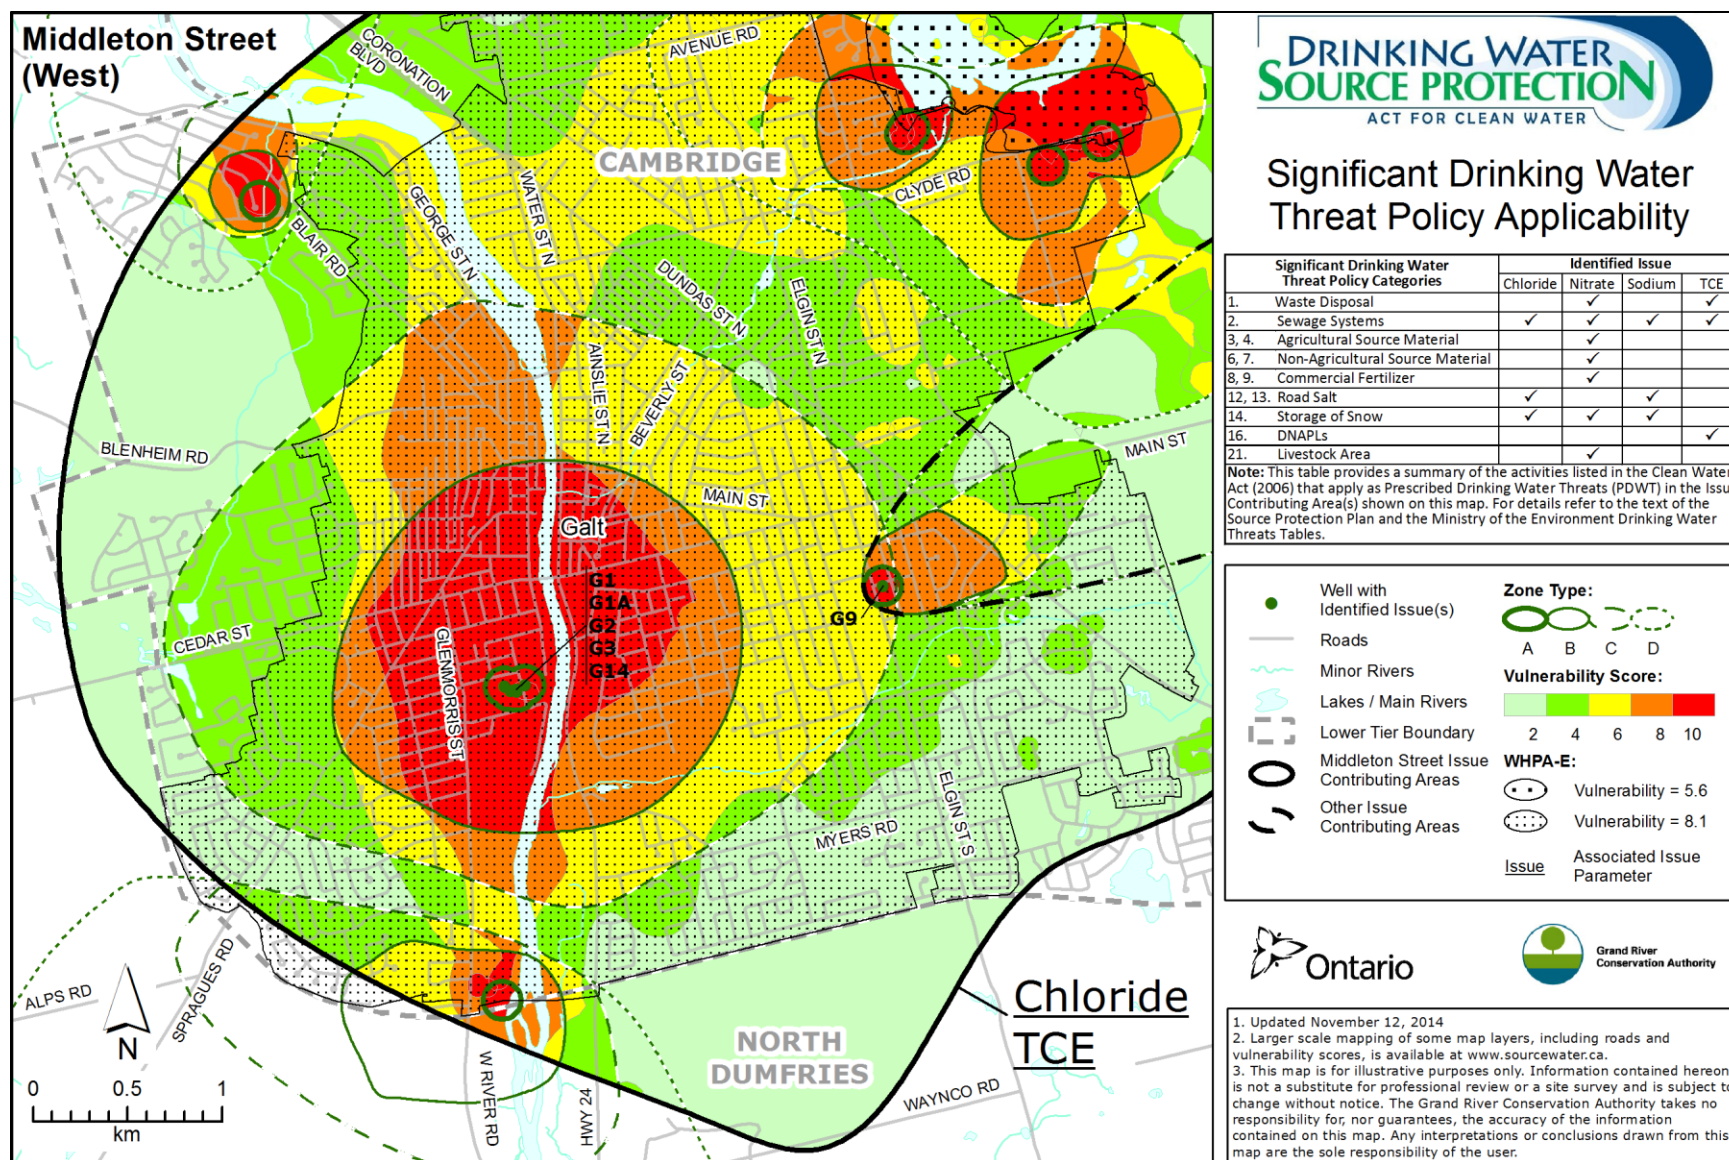 Middleton Street
(West)
CORONATION
BLVD
AVENUE RD
CAMBRIDGE
CLYDE RD
GEORGE ST N
WATER ST N
BLAIR RD
DUNDAS ST N
ELGIN ST N
AINSLIE ST N
BEVERLY ST
BLENHEIM RD
MAIN ST
MAIN ST
Galt
G1
G1A
G2
G3
G14
G9
CEDAR ST
GLENMORRIS ST
ELGIN ST S
MYERS RD
SPRAGUES RD
ALPS RD
N
0 0.5 1
km
W RIVER RD
HWY 24
NORTH
DUMFRIES
WAYNCO RD
Chloride
TCE
DRINKING WATER
SOURCE PROTECTION
ACT FOR CLEAN WATER
Significant Drinking Water
Threat Policy Applicability
Significant Drinking Water
Threat Policy Categories
Identified Issue
Chloride Nitrate Sodium TCE
1. Waste Disposal ✓ ✓
2. Sewage Systems ✓ ✓ ✓ ✓
3, 4. Agricultural Source Material ✓
6, 7. Non-Agricultural Source Material ✓
8, 9. Commercial Fertilizer ✓
12, 13. Road Salt ✓ ✓
14. Storage of Snow ✓ ✓ ✓
16. DNAPLs ✓
21. Livestock Area ✓
Note: This table provides a summary of the activities listed in the Clean Water
Act (2006) that apply as Prescribed Drinking Water Threats (PDWT) in the Issu
Contributing Area(s) shown on this map. For details refer to the text of the
Source Protection Plan and the Ministry of the Environment Drinking Water
Threats Tables.
Well with
Identified Issue(s)
Roads
Minor Rivers
Lakes / Main Rivers
Lower Tier Boundary
Middleton Street Issue
Contributing Areas
Other Issue
Contributing Areas
Zone Type:
A B C D
Vulnerability Score:
2 4 6 8 10
WHPA-E:
Vulnerability = 5.6
Vulnerability = 8.1
Issue
Associated Issue
Parameter
Ontario
Grand River
Conservation Authority
1. Updated November 12, 2014
2. Larger scale mapping of some map layers, including roads and
vulnerability scores, is available at www.sourcewater.ca.
3. This map is for illustrative purposes only. Information contained hereon
is not a substitute for professional review or a site survey and is subject to
change without notice. The Grand River Conservation Authority takes no
responsibility for, nor guarantees, the accuracy of the information
contained on this map. Any interpretations or conclusions drawn from this
map are the sole responsibility of the user.